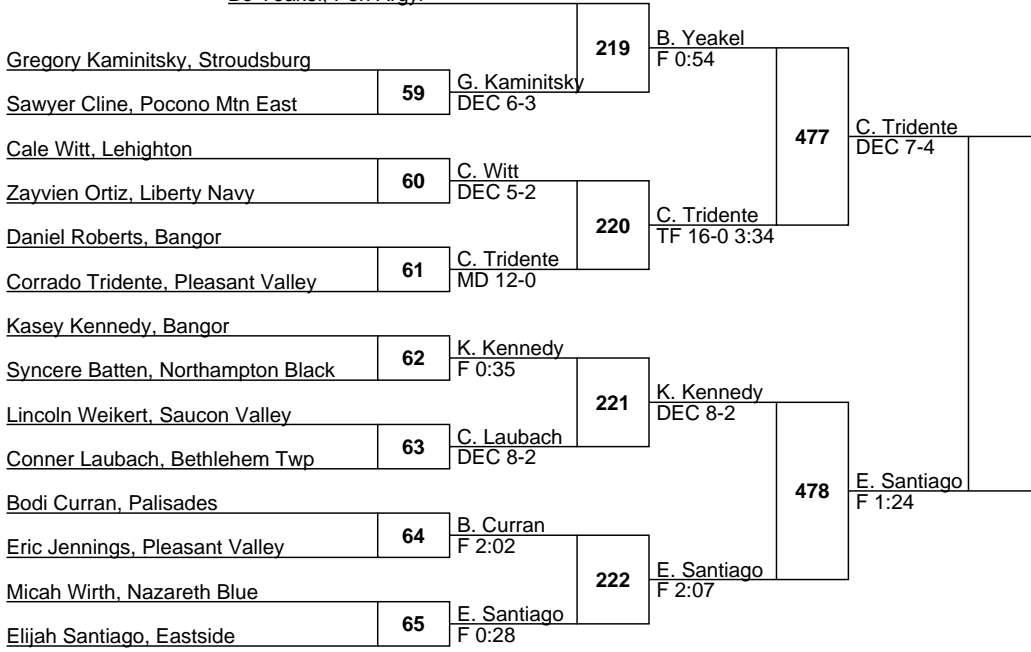 Bo Yeakel, Pen Argyl
Gregory Kaminitsky, Stroudsburg
Sawyer Cline, Pocono Mtn East
Cale Witt, Lehighton
Zayvien Ortiz, Liberty Navy
Daniel Roberts, Bangor
Corrado Tridente, Pleasant Valley
Kasey Kennedy, Bangor
Syncere Batten, Northampton Black
Lincoln Weikert, Saucon Valley
Conner Laubach, Bethlehem Twp
Bodi Curran, Palisades
Eric Jennings, Pleasant Valley
Micah Wirth, Nazareth Blue
Elijah Santiago, Eastside
59
60
61
62
63
64
65
G. Kaminitsky
DEC 6-3
C. Witt
DEC 5-2
C. Tridente
MD 12-0
K. Kennedy
F 0:35
C. Laubach
DEC 8-2
B. Curran
F 2:02
E. Santiago
F 0:28
219
220
221
222
B. Yeakel
F 0:54
C. Tridente
TF 16-0 3:34
K. Kennedy
DEC 8-2
E. Santiago
F 2:07
477
478
C. Tridente
DEC 7-4
E. Santiago
F 1:24